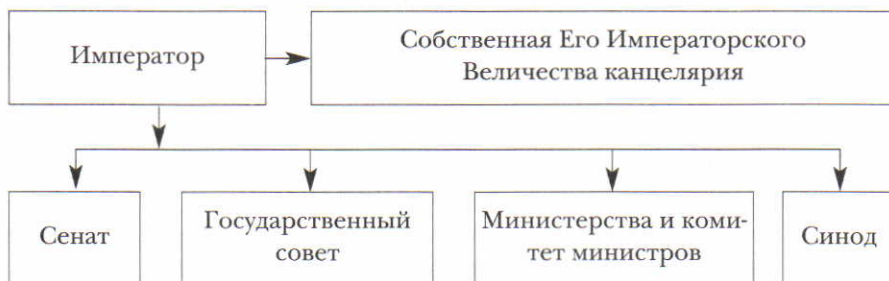 Император
Собственная Его Императорского
Величества канцелярия
Сенат
Государственный
совет
Министерства и коми-
тет министров
Синод